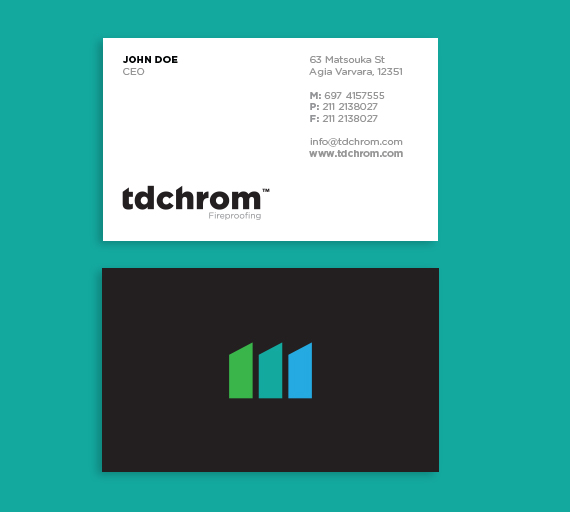 JOHN DOE
CEO
63 Matsouka St
Agia Varvara, 12351
M: 697 4157555
P: 211 2138027
F: 211 2138027
info@tdchrom.com
www.tdchrom.com
tdchrom™
Fireproofing